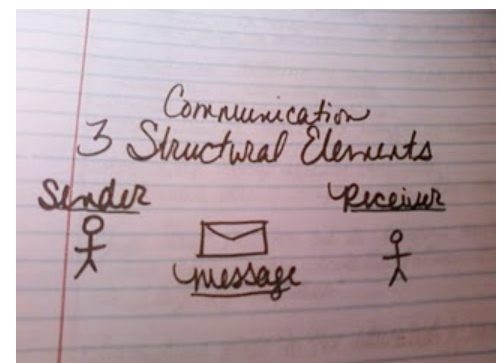 Communication
3 Structural Elements
Sender
Receiver
message